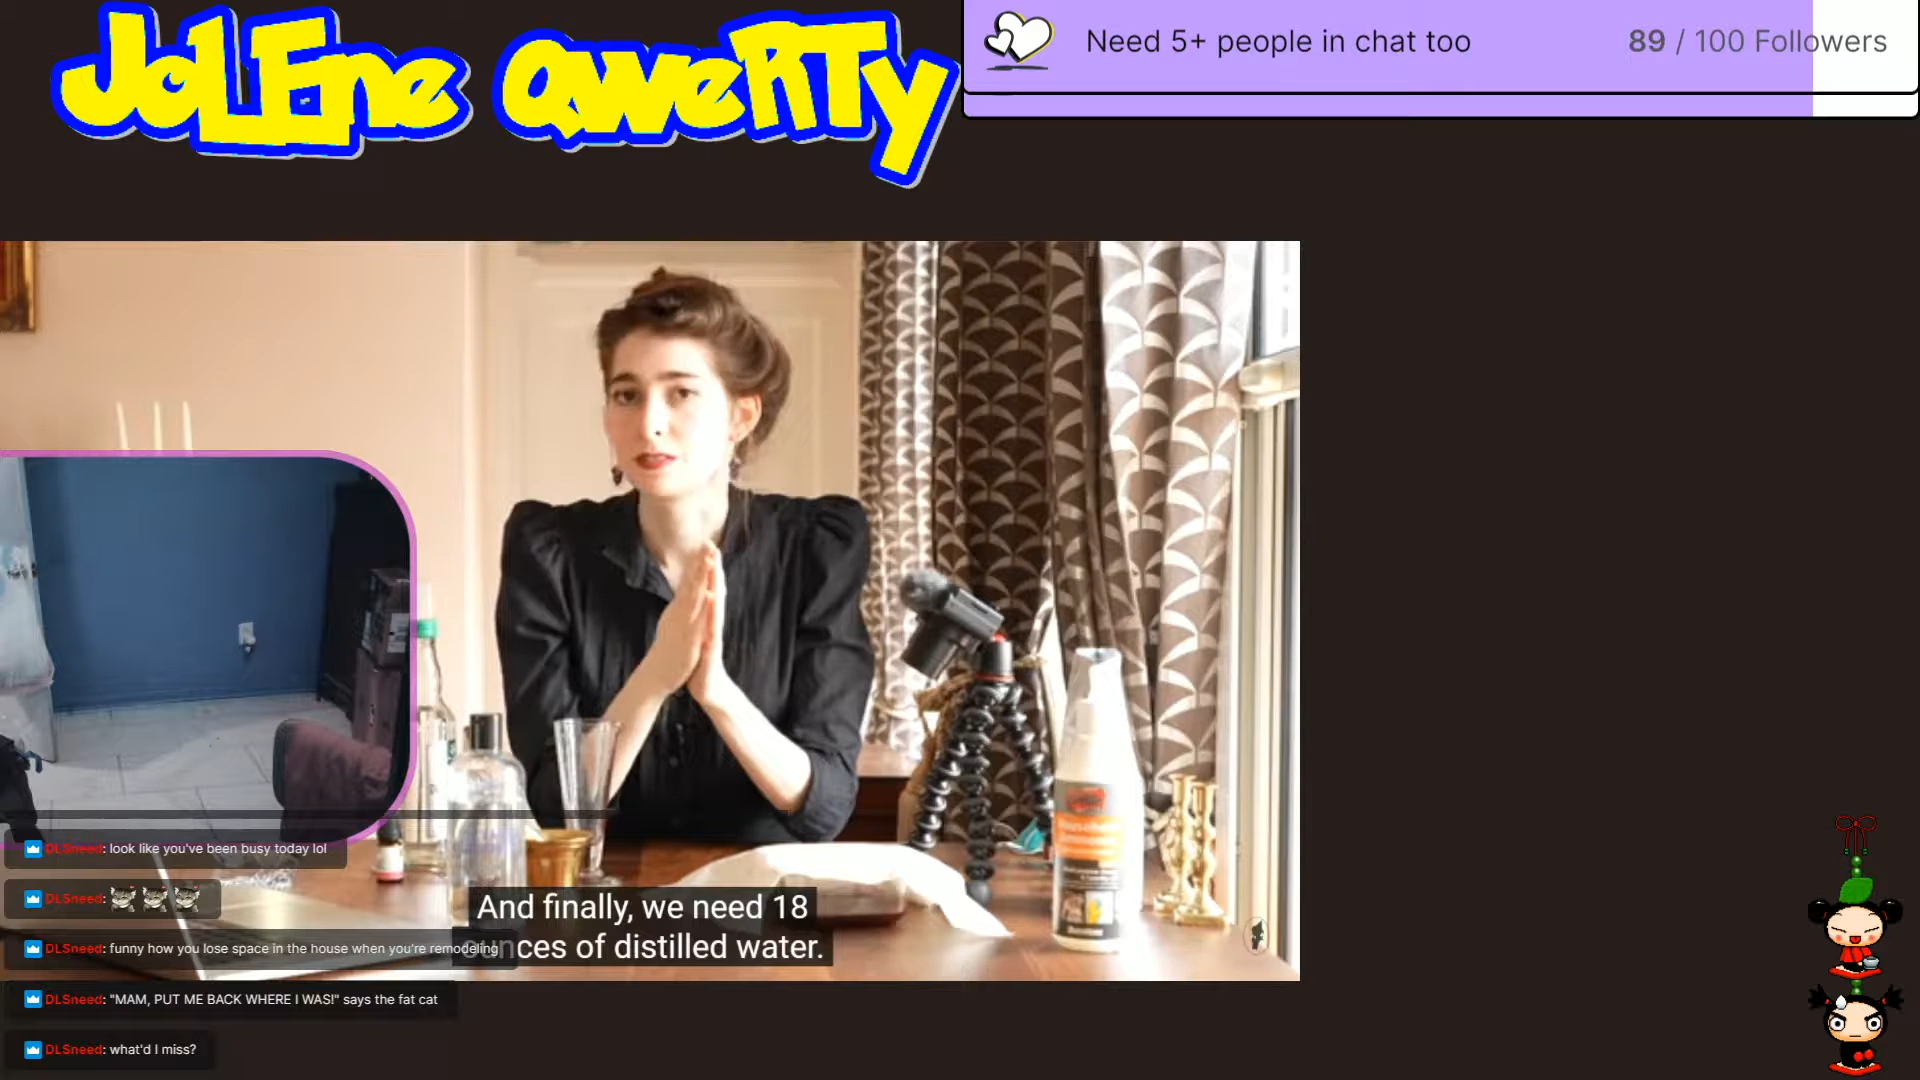 JoLEne QweRTy
Need 5+ people in chat too
89 / 100 Followers
And finally, we need 18
ounces of distilled water.
DLSneed: look like you've been busy today lol
DLSneed:
DLSneed: funny how you lose space in the house when you're remodeling
DLSneed: "MAM, PUT ME BACK WHERE I WAS!" says the fat cat
DLSneed: what'd I miss?